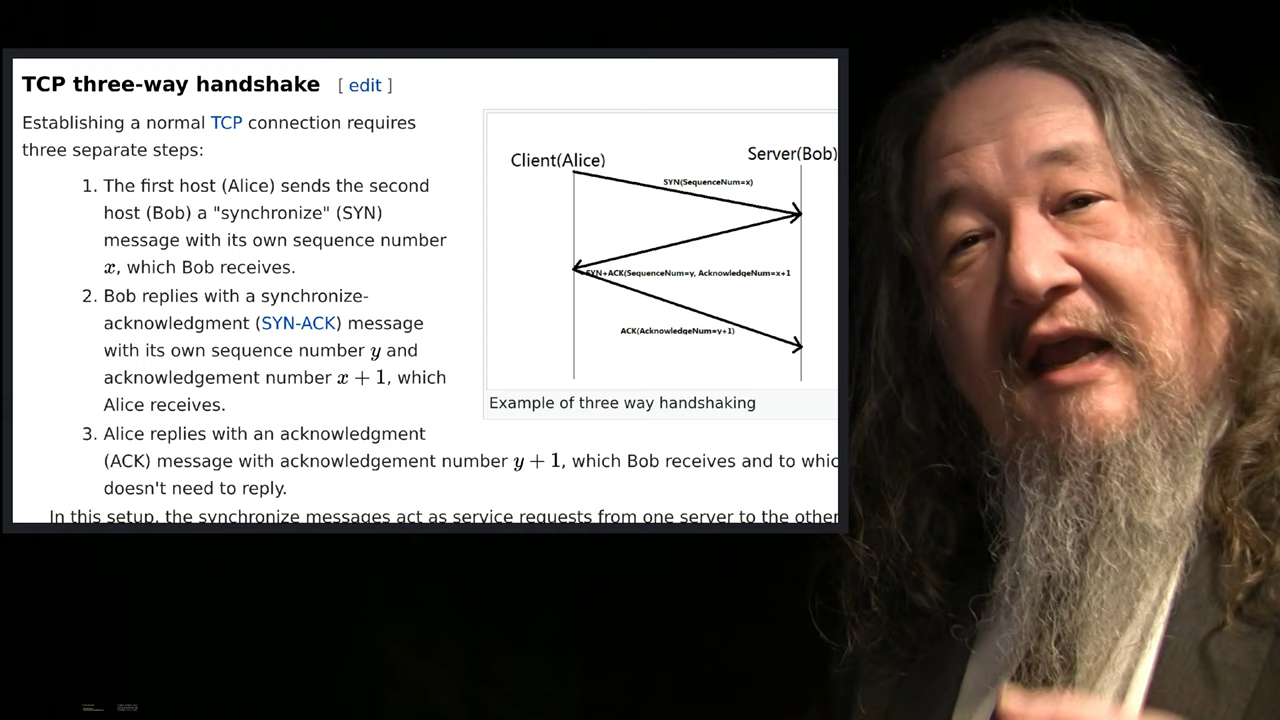 TCP three-way handshake [ edit ]
Establishing a normal TCP connection requires
three separate steps:
1. The first host (Alice) sends the second
host (Bob) a "synchronize" (SYN)
message with its own sequence number
x, which Bob receives.
2. Bob replies with a synchronize-
acknowledgment (SYN-ACK) message
with its own sequence number y and
acknowledgement number x + 1, which
Alice receives.
Client(Alice)
Server(Bob)
SYN(SequenceNum=x)
SYN+ACK(SequenceNum=y, AcknowledgeNum=x+1
ACK(AcknowledgeNum=y+1)
Example of three way handshaking
3. Alice replies with an acknowledgment
(ACK) message with acknowledgement number y + 1, which Bob receives and to
doesn't need to reply.
In this setup, the synchronize messages act as service requests from one server to the other